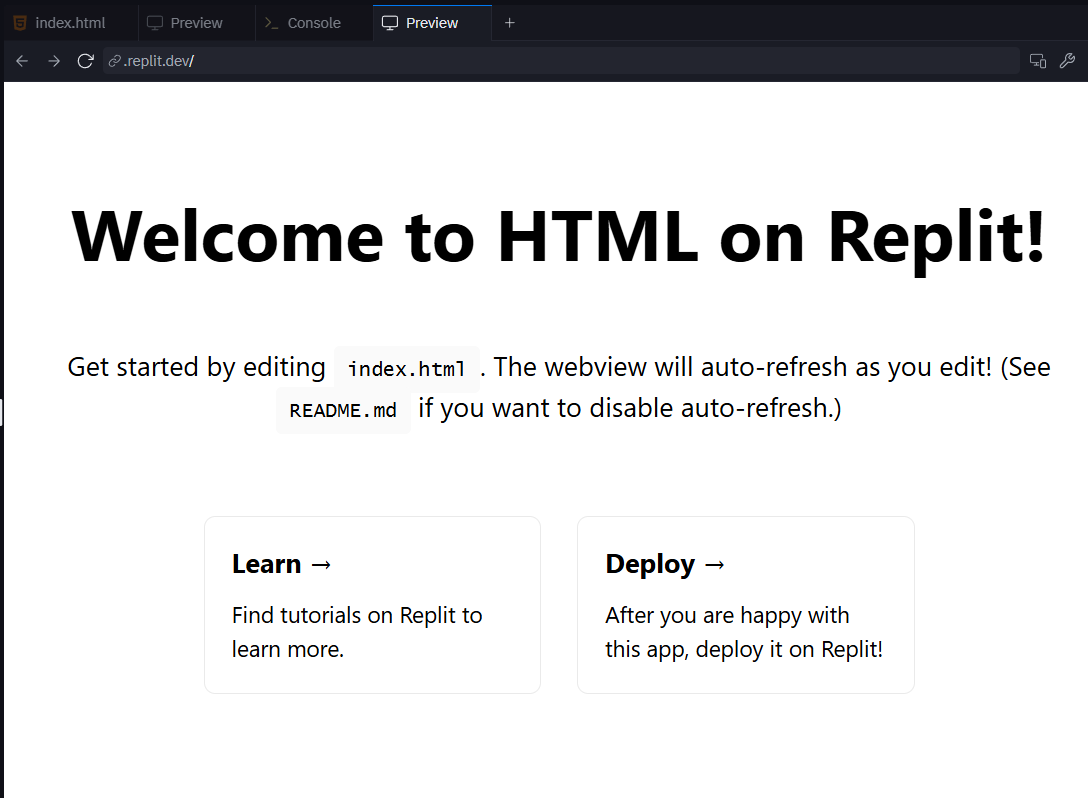 index.html
Preview
Console
Preview
+
.replit.dev/
Welcome to HTML on Replit!
Get started by editing index.html . The webview will auto-refresh as you edit! (See
README.md if you want to disable auto-refresh.)
Learn →
Find tutorials on Replit to
learn more.
Deploy →
After you are happy with
this app, deploy it on Replit!